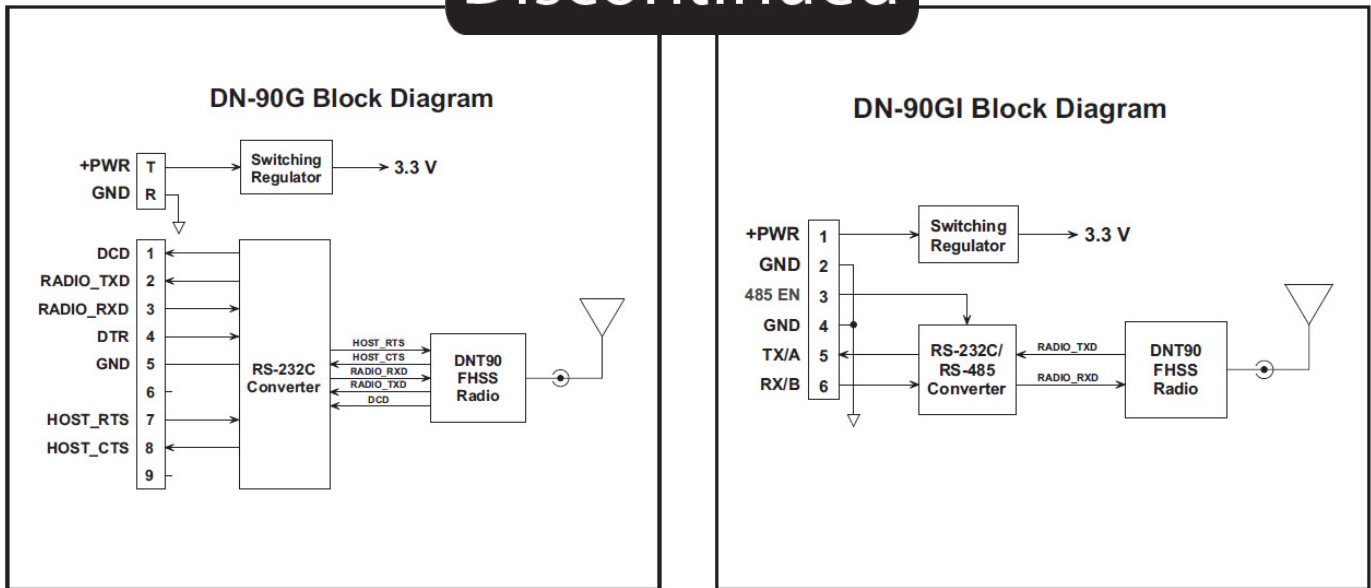 Discontinued
DN-90G Block Diagram
+PWR T
GND R
Switching
Regulator
3.3 V
DCD 1
RADIO_TXD 2
RADIO_RXD 3
DTR 4
GND 5
6
HOST_RTS 7
HOST_CTS 8
9
RS-232C
Converter
HOST_RTS
HOST_CTS
RADIO_RXD
RADIO_TXD
DCD
DNT90
FHSS
Radio
DN-90GI Block Diagram
+PWR 1
GND 2
485 EN 3
GND 4
TX/A 5
RX/B 6
Switching
Regulator
3.3 V
RS-232C/
RS-485
Converter
RADIO_TXD
RADIO_RXD
DNT90
FHSS
Radio